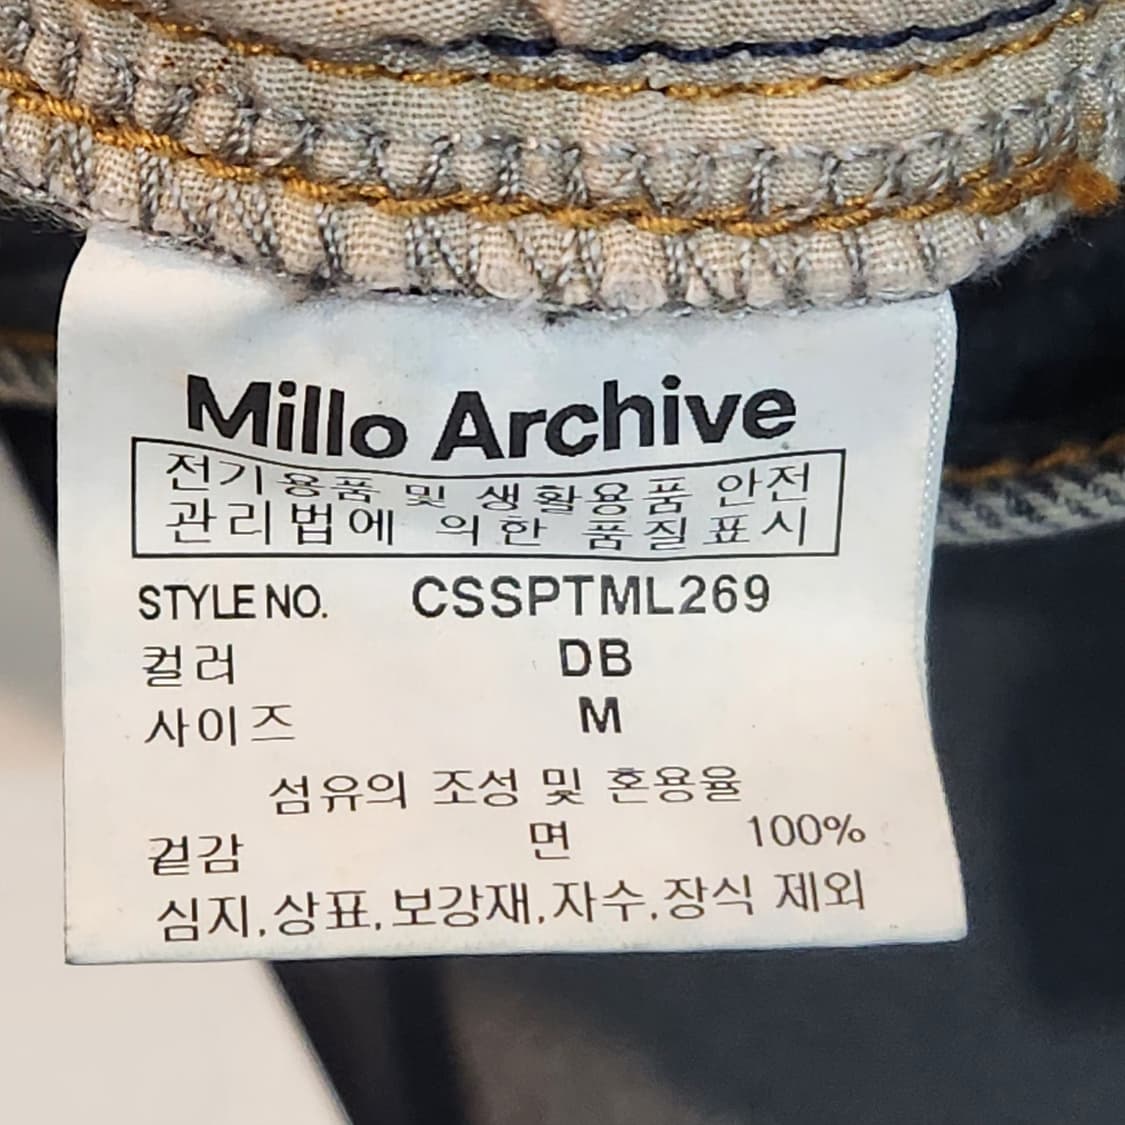 Millo Archive
전기용품 및 생활용품 안전
관리법에 의한 품질표시
STYLE NO. CSSPTML269
컬러 DB
사이즈 M
섬유의 조성 및 혼용율
겉감 면 100%
심지,상표,보강재,자수,장식 제외